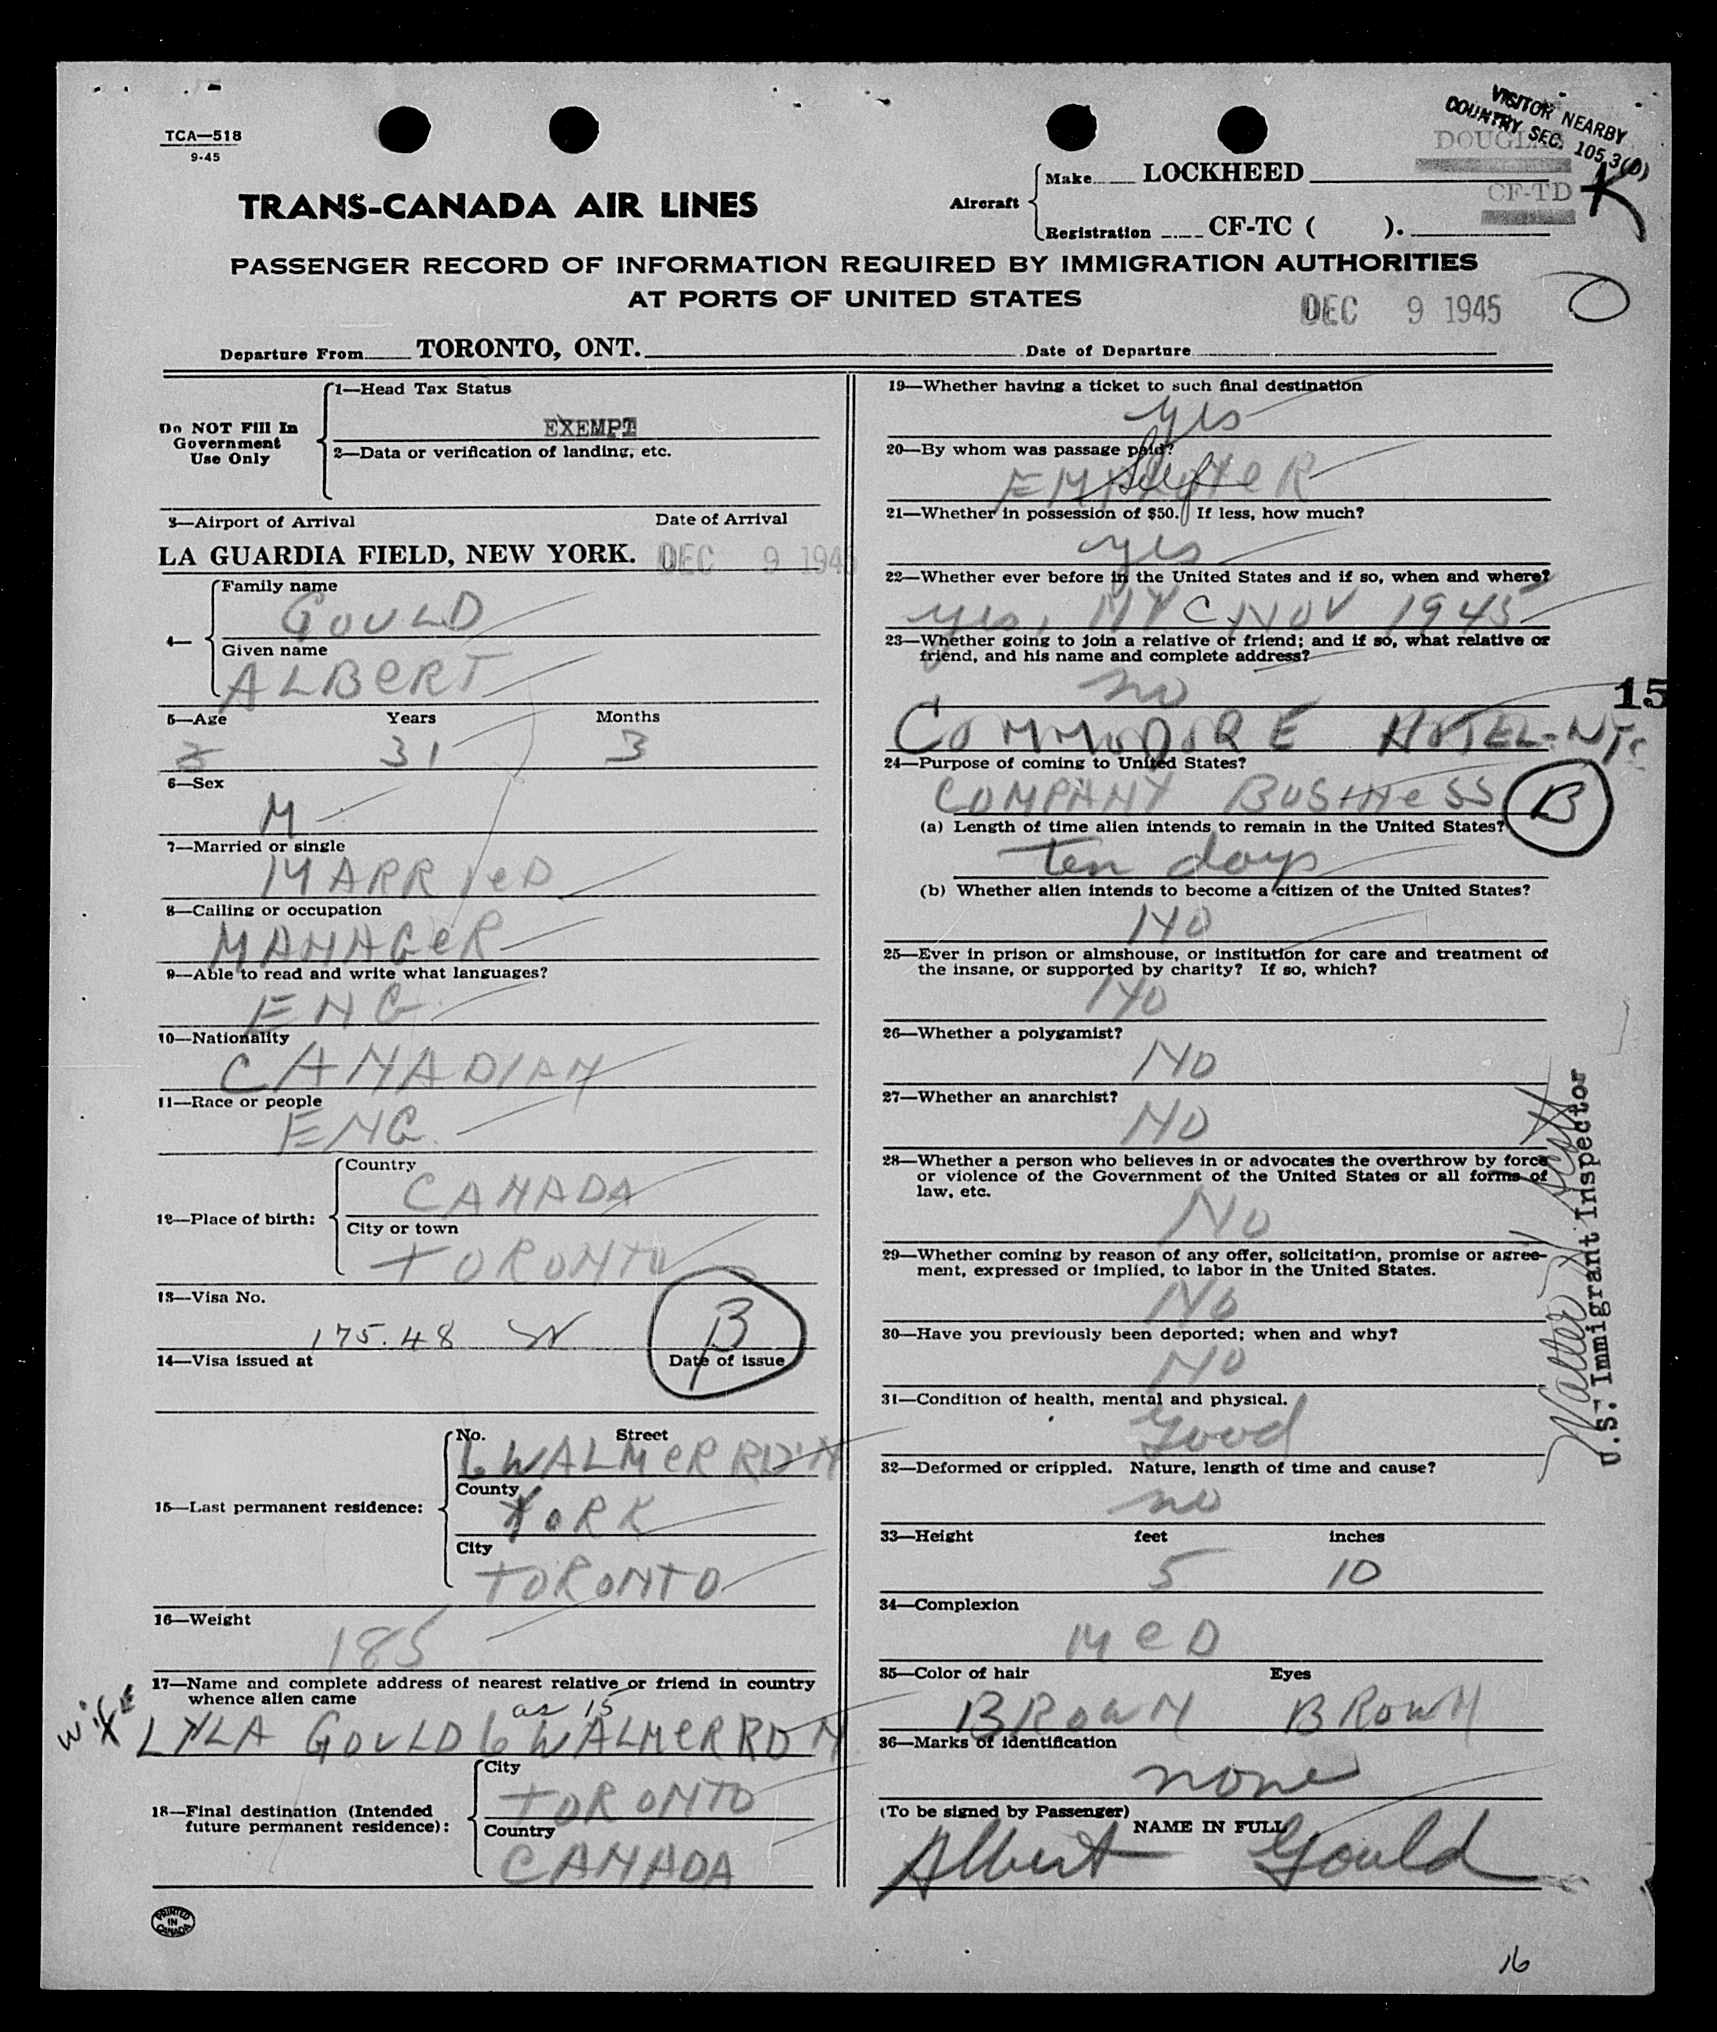 VISITOR NEARBY
COUNTRY SEC. 105.3(b)
TCA—518
9-45
DOUGLAS
Make LOCKHEED
CF-TD
TRANS-CANADA AIR LINES
Aircraft
Registration CF-TC ( ).
PASSENGER RECORD OF INFORMATION REQUIRED BY IMMIGRATION AUTHORITIES
AT PORTS OF UNITED STATES
DEC 9 1945
Departure From TORONTO, ONT. Date of Departure
Do NOT Fill In
Government
Use Only
1—Head Tax Status
EXEMPT
2—Data or verification of landing, etc.
3—Airport of Arrival Date of Arrival
LA GUARDIA FIELD, NEW YORK. DEC 9 1945
4—
Family name
GOULD
Given name
ALBERT
5—Age Years Months
31 3
6—Sex
M
7—Married or single
MARRIED
8—Calling or occupation
MANAGER
9—Able to read and write what languages?
ENG
10—Nationality
CANADIAN
11—Race or people
ENG.
12—Place of birth:
Country
CANADA
City or town
TORONTO
13—Visa No.
175.48
B
14—Visa issued at Date of issue
15—Last permanent residence:
No. Street
6 WALMER RD N
County
YORK
City
TORONTO
16—Weight
185
17—Name and complete address of nearest relative or friend in country
whence alien came
as 15
wife
LYLA GOULD 6 WALMER RD N
18—Final destination (Intended
future permanent residence):
City
TORONTO
Country
CANADA
PRINTED
IN
CANADA
19—Whether having a ticket to such final destination
yes
20—By whom was passage paid?
EMPLOYER
Self
21—Whether in possession of $50. If less, how much?
yes
22—Whether ever before in the United States and if so, when and where?
yes, NYC NOV 1945
23—Whether going to join a relative or friend; and if so, what relative or
friend, and his name and complete address?
no
15
COMMODORE HOTEL-NYC
24—Purpose of coming to United States?
COMPANY BUSINESS
B
(a) Length of time alien intends to remain in the United States?
ten days
(b) Whether alien intends to become a citizen of the United States?
NO
25—Ever in prison or almshouse, or institution for care and treatment of
the insane, or supported by charity? If so, which?
NO
26—Whether a polygamist?
NO
27—Whether an anarchist?
NO
28—Whether a person who believes in or advocates the overthrow by force
or violence of the Government of the United States or all forms of
law, etc.
NO
29—Whether coming by reason of any offer, solicitation, promise or agree-
ment, expressed or implied, to labor in the United States.
NO
30—Have you previously been deported; when and why?
NO
31—Condition of health, mental and physical.
Good
32—Deformed or crippled. Nature, length of time and cause?
no
33—Height feet inches
5 10
34—Complexion
MED
35—Color of hair Eyes
BROWN BROWN
36—Marks of identification
none
(To be signed by Passenger)
NAME IN FULL
Albert Gould
Walter
U.S. Immigrant Inspector
16